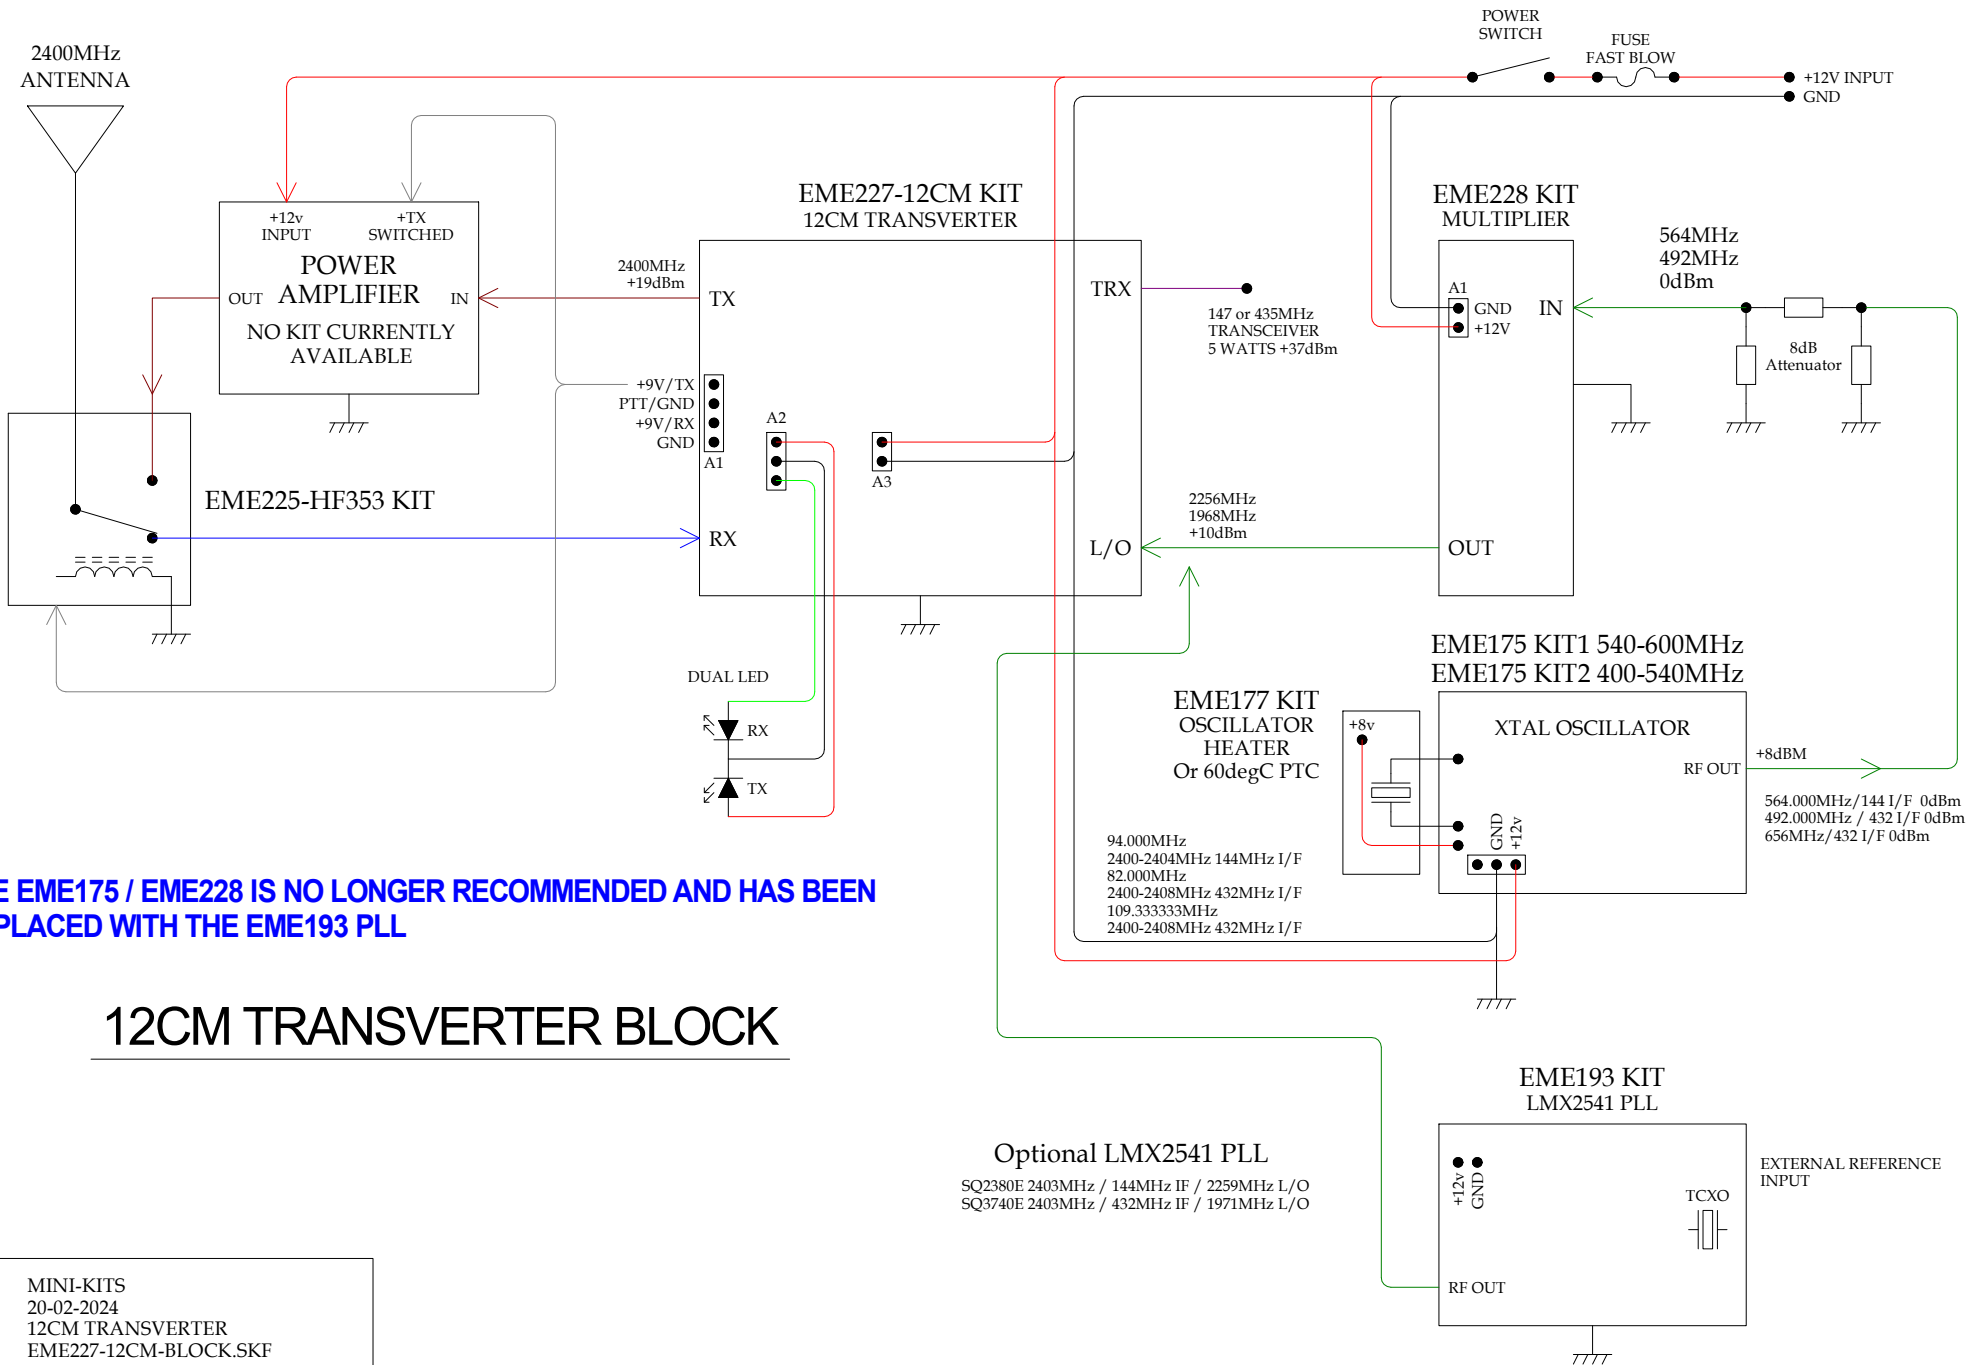 2400MHz
ANTENNA
POWER
SWITCH
FUSE
FAST BLOW
+12V INPUT
GND
+12v
INPUT
+TX
SWITCHED
POWER
AMPLIFIER
OUT
IN
NO KIT CURRENTLY
AVAILABLE
2400MHz
+19dBm
EME227-12CM KIT
12CM TRANSVERTER
TX
TRX
147 or 435MHz
TRANSCEIVER
5 WATTS +37dBm
+9V/TX
PTT/GND
+9V/RX
GND
A1
A2
A3
RX
L/O
EME228 KIT
MULTIPLIER
A1
GND
+12V
IN
OUT
564MHz
492MHz
0dBm
8dB
Attenuator
2256MHz
1968MHz
+10dBm
EME225-HF353 KIT
DUAL LED
RX
TX
EME175 KIT1 540-600MHz
EME175 KIT2 400-540MHz
EME177 KIT
OSCILLATOR
HEATER
Or 60degC PTC
+8v
XTAL OSCILLATOR
RF OUT
+8dBM
GND
+12v
564.000MHz/144 I/F 0dBm
492.000MHz / 432 I/F 0dBm
656MHz/432 I/F 0dBm
94.000MHz
2400-2404MHz 144MHz I/F
82.000MHz
2400-2408MHz 432MHz I/F
109.333333MHz
2400-2408MHz 432MHz I/F
E EME175 / EME228 IS NO LONGER RECOMMENDED AND HAS BEEN
PLACED WITH THE EME193 PLL
12CM TRANSVERTER BLOCK
EME193 KIT
LMX2541 PLL
+12v
GND
TCXO
RF OUT
EXTERNAL REFERENCE
INPUT
Optional LMX2541 PLL
SQ2380E 2403MHz / 144MHz IF / 2259MHz L/O
SQ3740E 2403MHz / 432MHz IF / 1971MHz L/O
MINI-KITS
20-02-2024
12CM TRANSVERTER
EME227-12CM-BLOCK.SKF